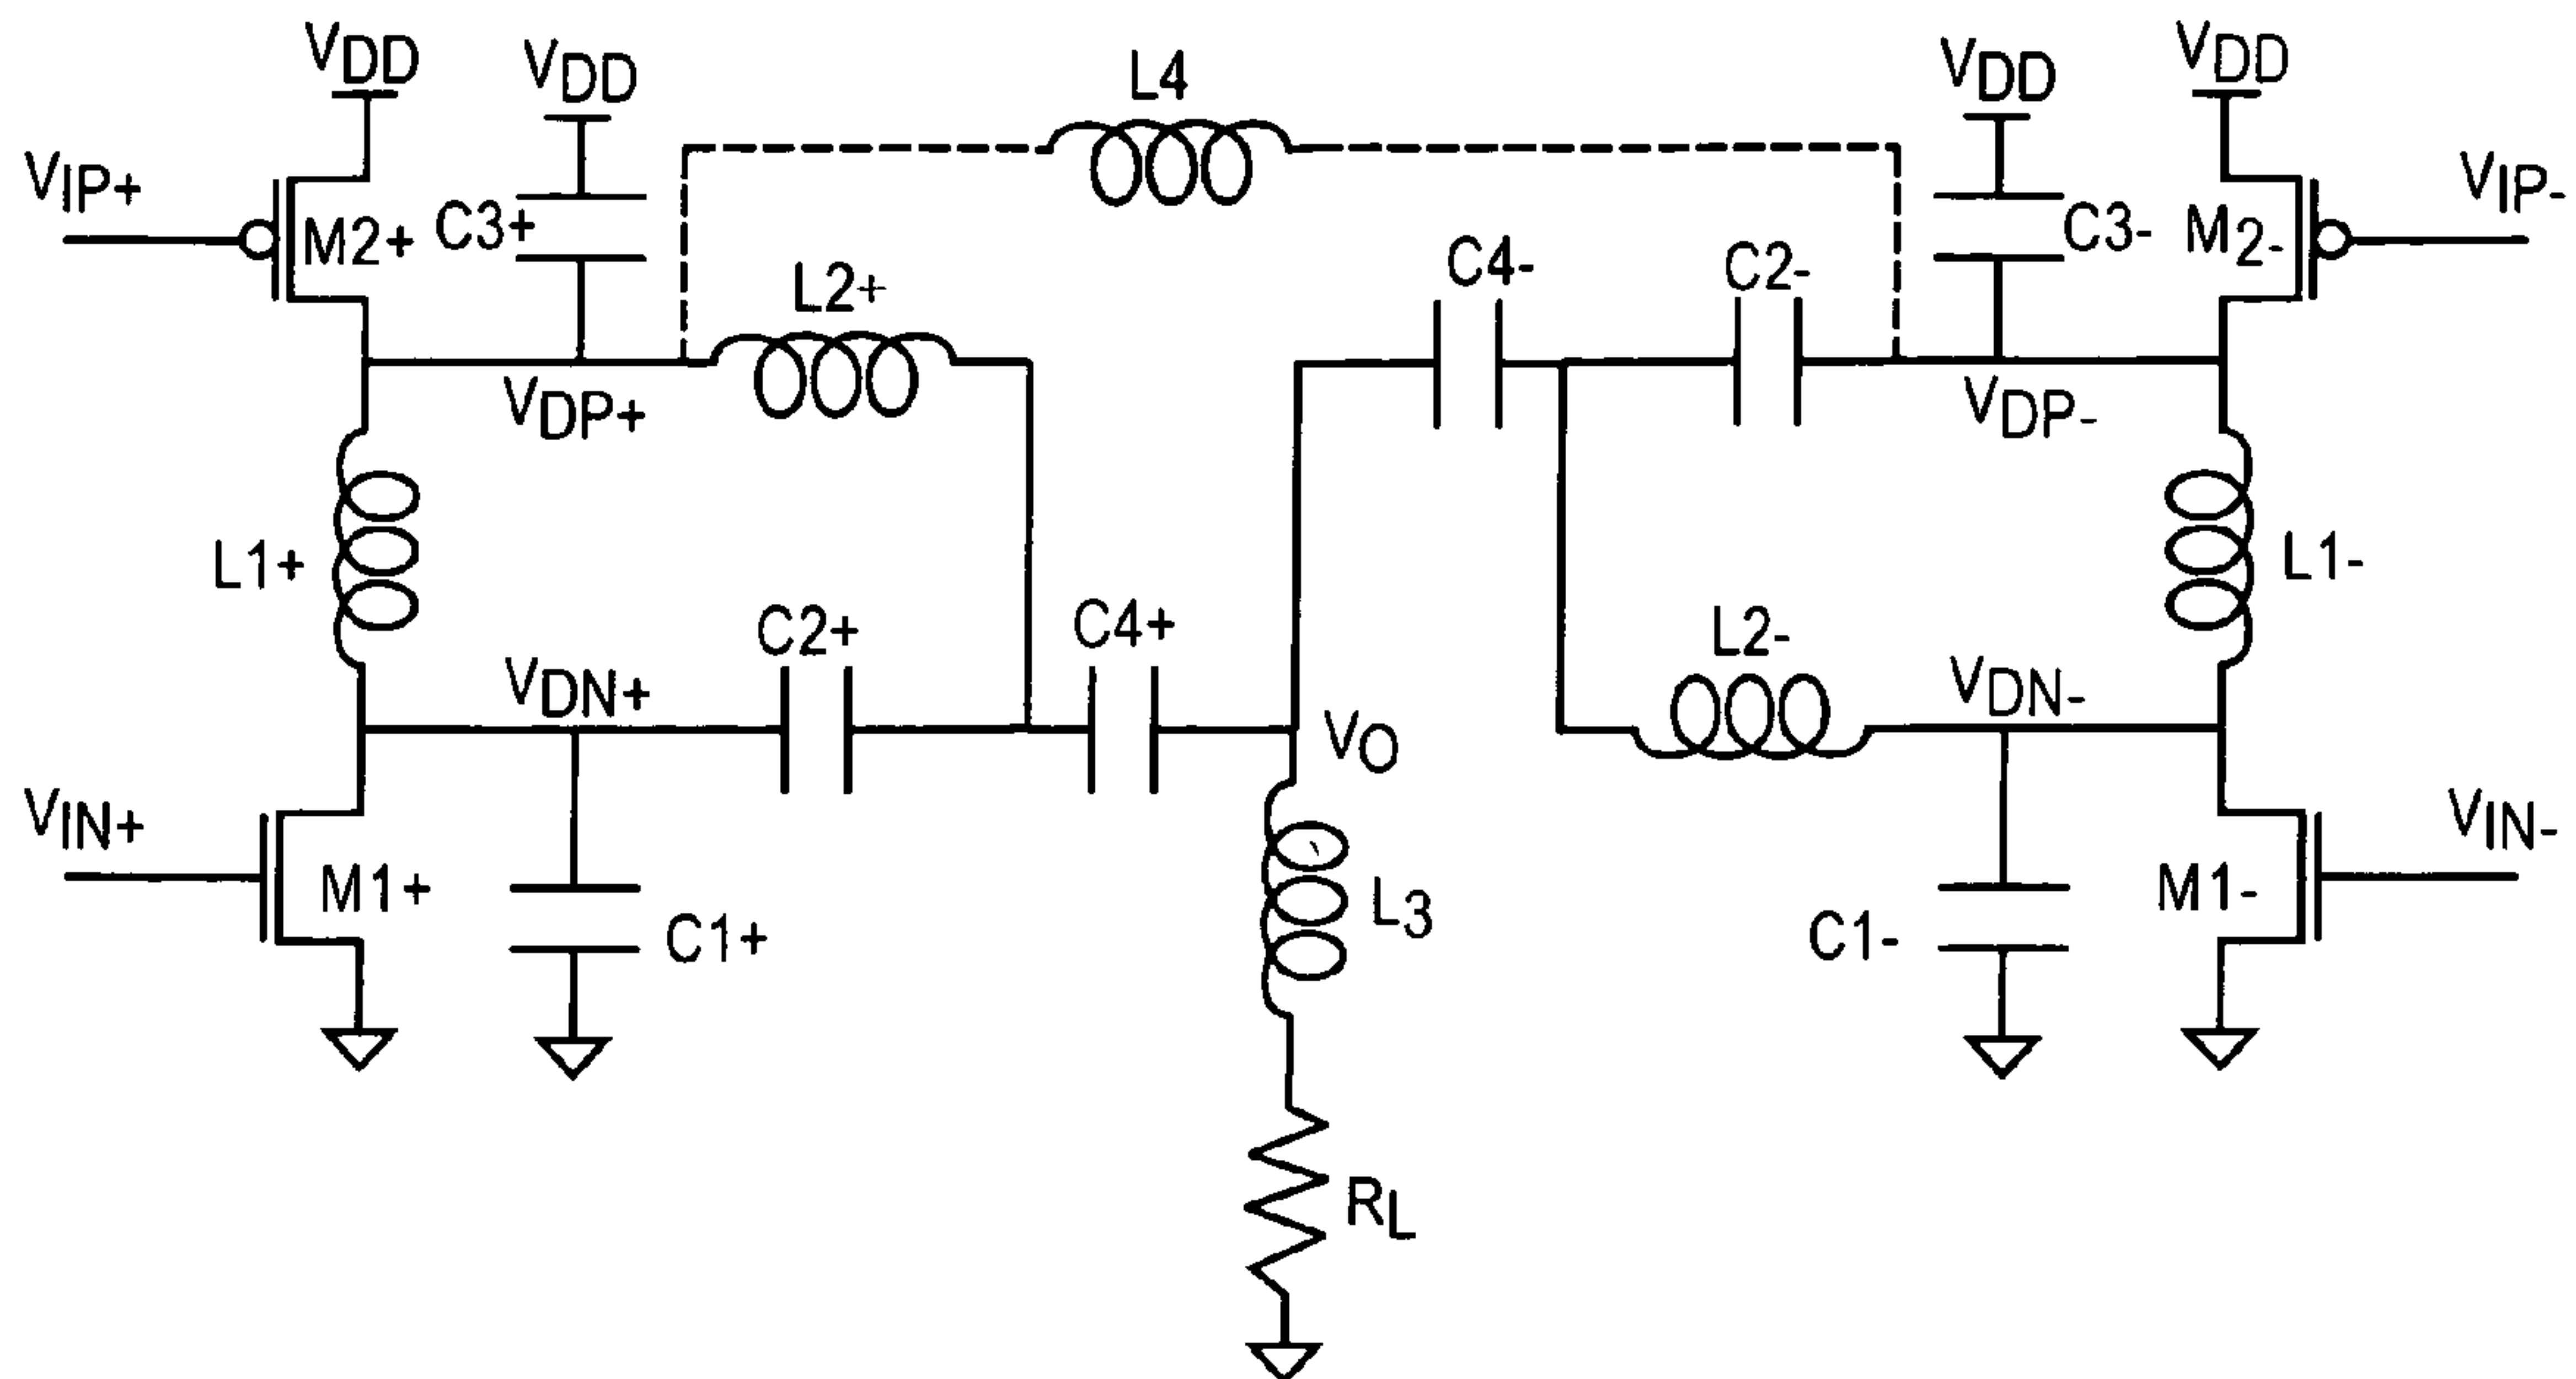 VDD
VDD
L4
VDD
VDD
VIP+
M2+
C3+
L2+
C4-
C2-
C3-
M2-
VIP-
VDP+
VDP-
L1+
L1-
VDN+
C2+
C4+
VO
L2-
VDN-
VIN+
M1+
C1+
L3
C1-
M1-
VIN-
RL